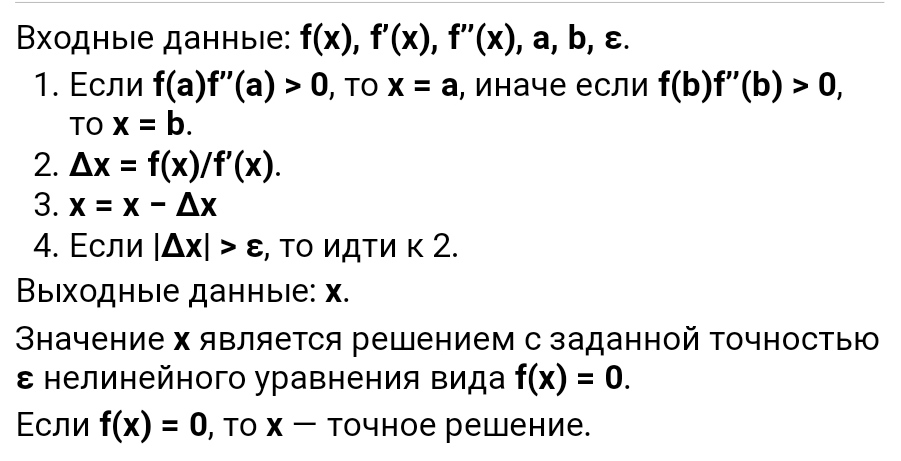 Входные данные: f(x), f’(x), f’’(x), a, b, ε.
1. Если f(a)f’’(a) > 0, то x = a, иначе если f(b)f’’(b) > 0,
то x = b.
2. Δx = f(x)/f’(x).
3. x = x − Δx
4. Если |Δx| > ε, то идти к 2.
Выходные данные: x.
Значение x является решением с заданной точностью
ε нелинейного уравнения вида f(x) = 0.
Если f(x) = 0, то x — точное решение.